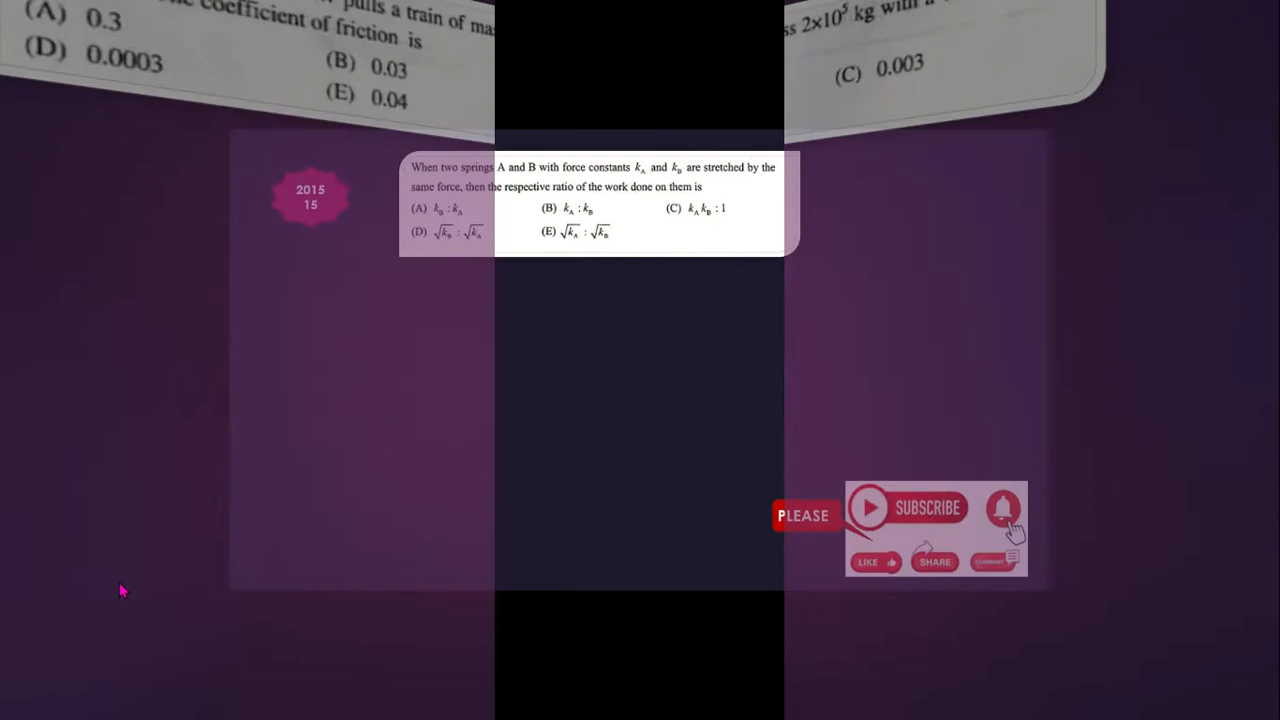 pulls a train of ma
coefficient of friction is
(A) 0.3
(B) 0.03
(D) 0.0003
(E) 0.04
ss 2×10⁵ kg with
(C) 0.003
2015
15
When two springs A and B with force constants k_A and k_B are stretched by the
same force, then the respective ratio of the work done on them is
(A) k_B : k_A (B) k_A : k_B (C) k_A k_B : 1
(D) √k_B : √k_A (E) √k_A : √k_B
PLEASE
SUBSCRIBE
LIKE SHARE COMMENT